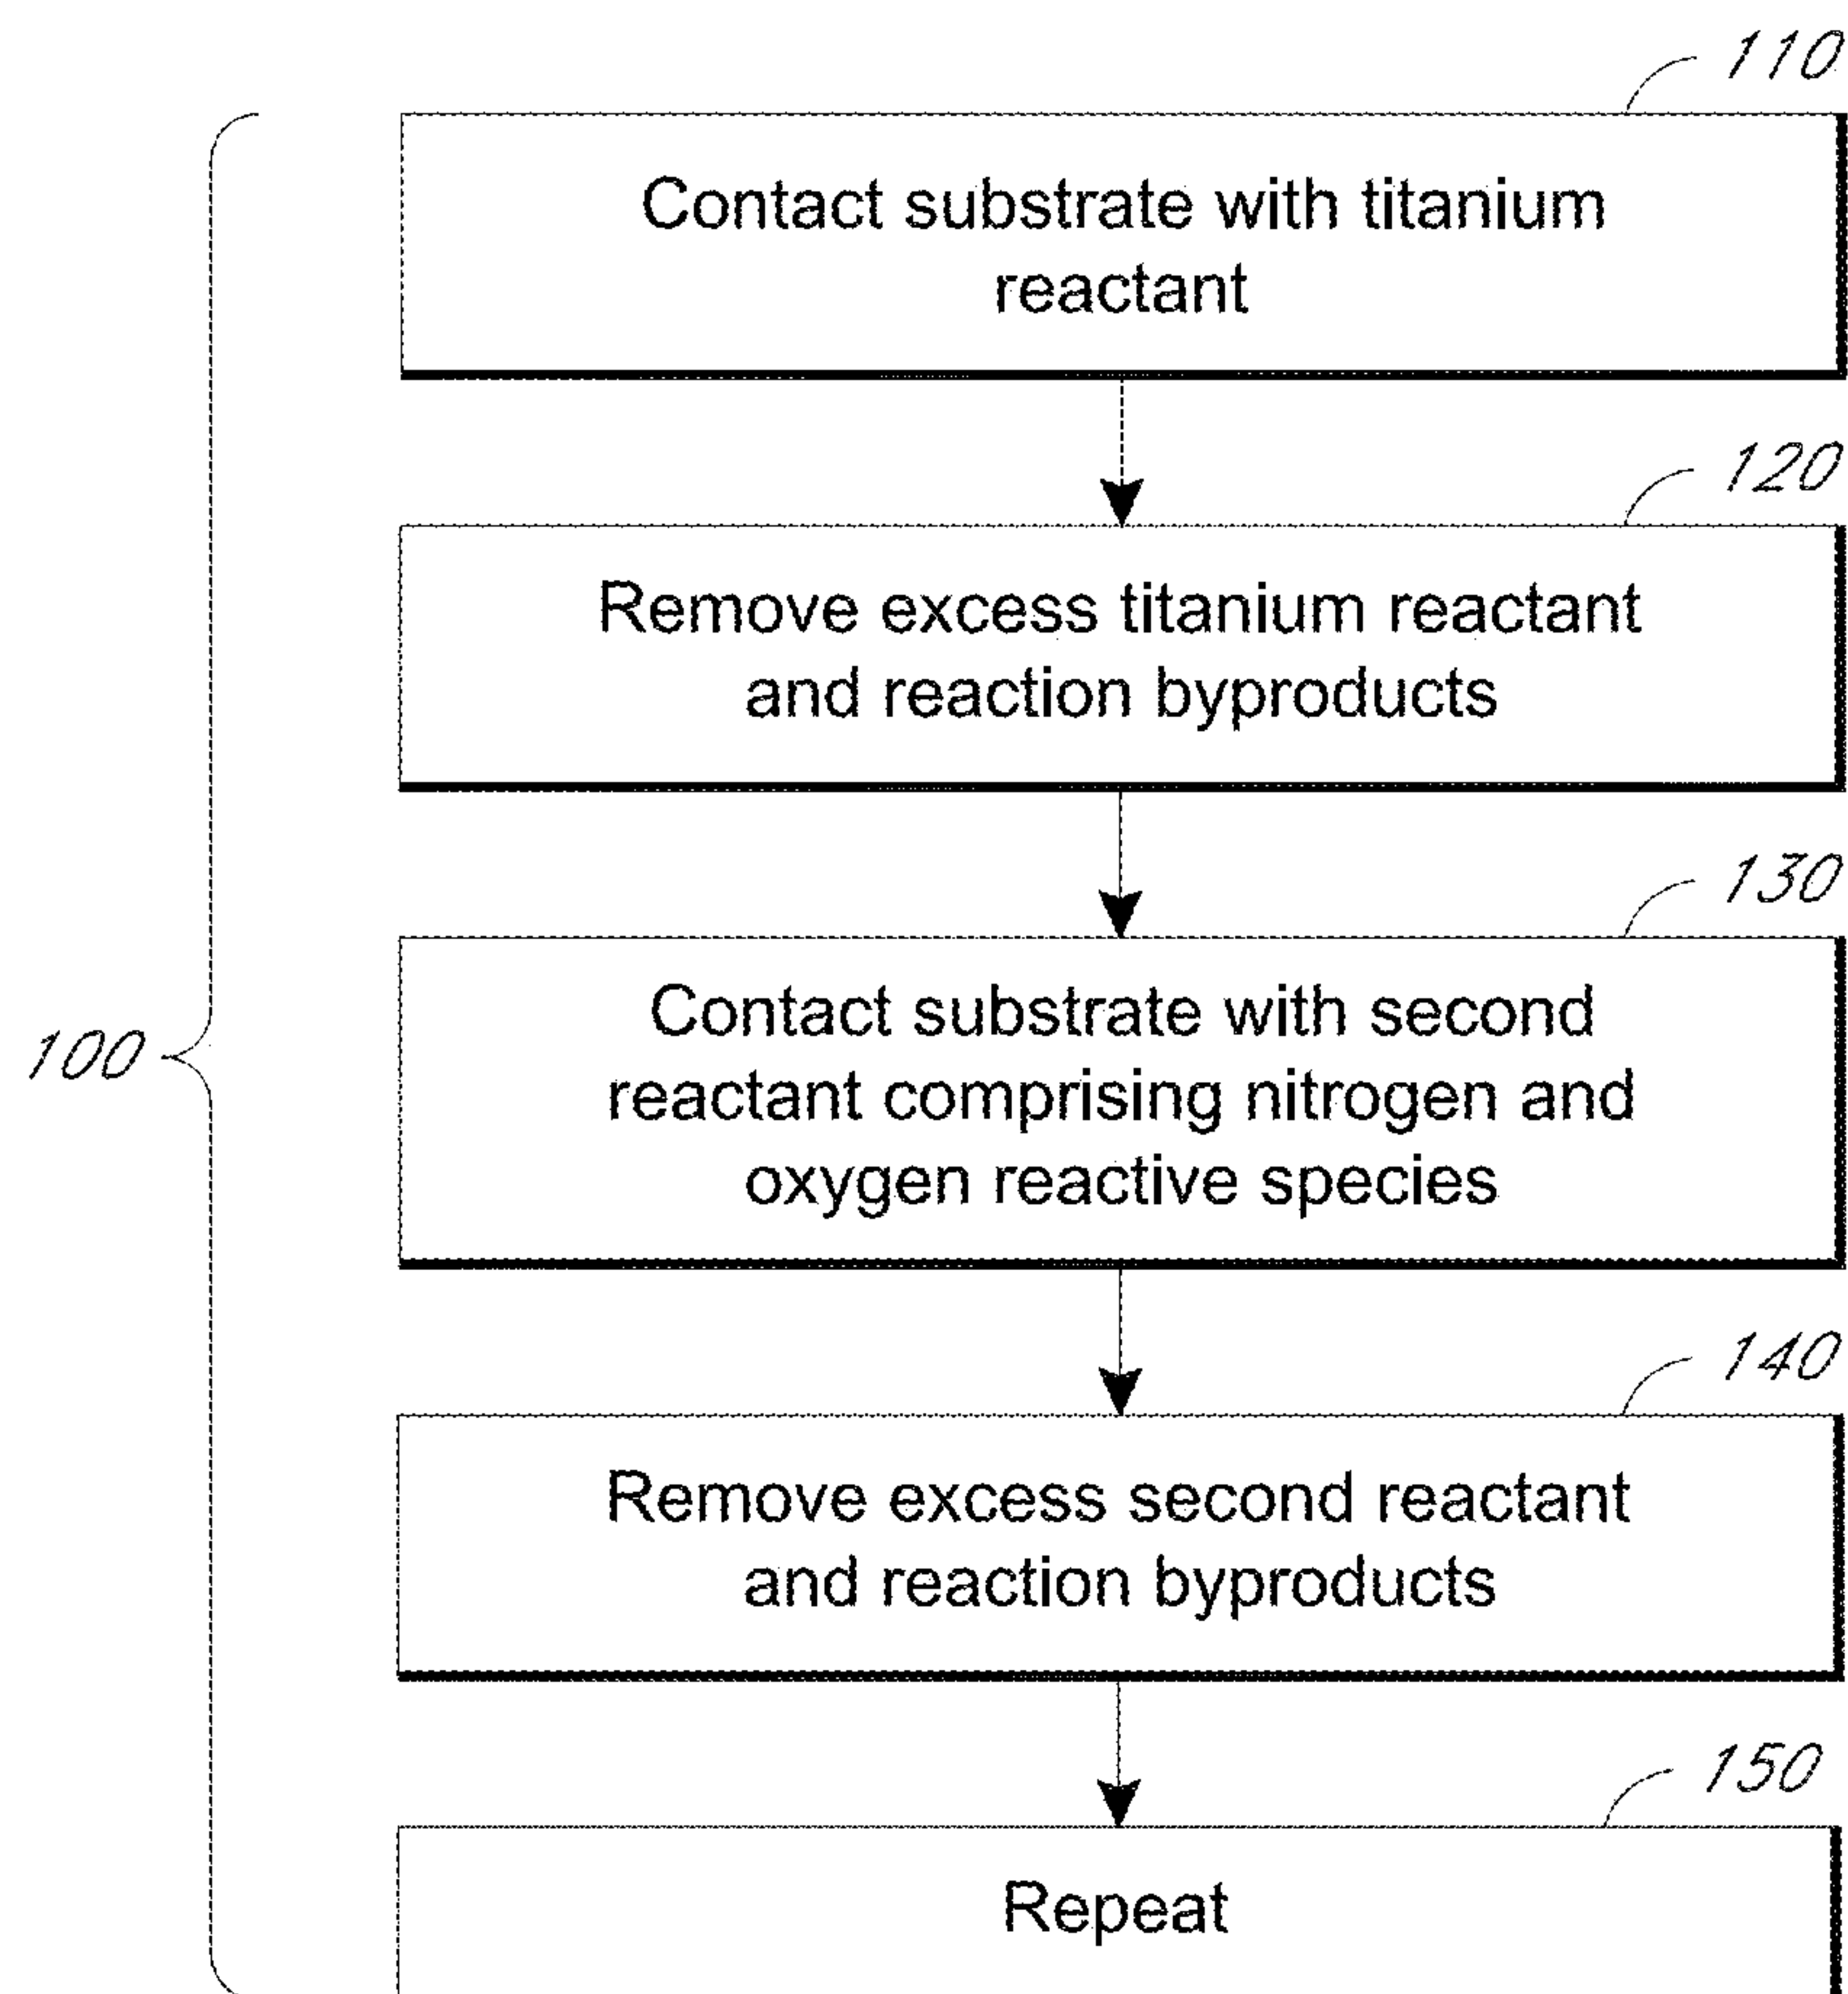 110
Contact substrate with titanium
reactant
120
Remove excess titanium reactant
and reaction byproducts
130
Contact substrate with second
reactant comprising nitrogen and
oxygen reactive species
100
140
Remove excess second reactant
and reaction byproducts
150
Repeat